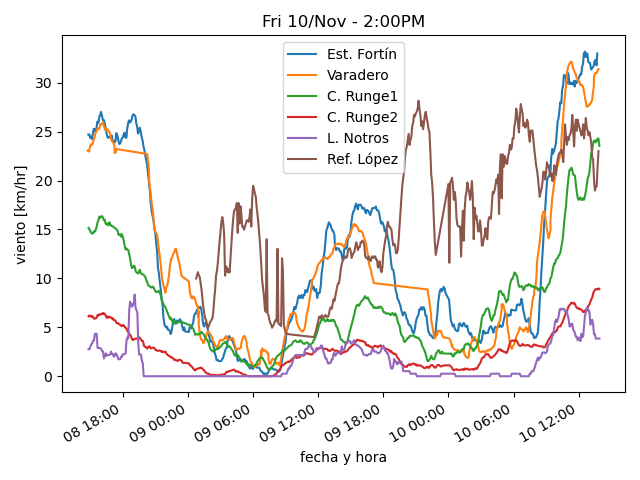 Fri 10/Nov - 2:00PM
Est. Fortín
Varadero
C. Runge1
C. Runge2
L. Notros
Ref. López
viento [km/hr]
30
25
20
15
10
5
0
08 18:00
09 00:00
09 06:00
09 12:00
09 18:00
10 00:00
10 06:00
10 12:00
fecha y hora